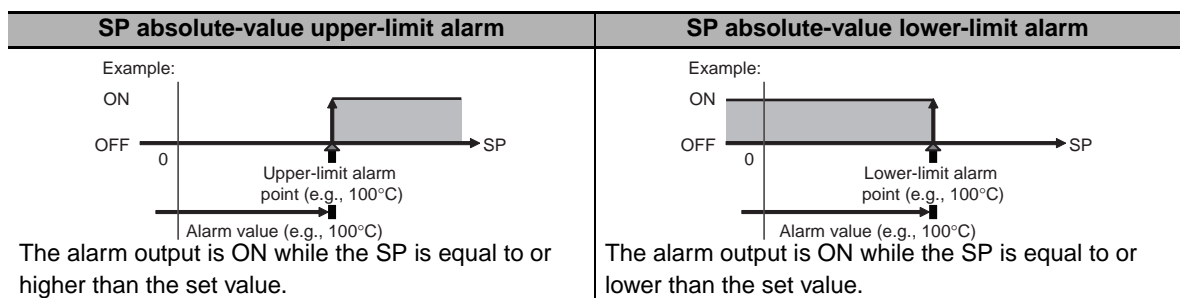 SP absolute-value upper-limit alarm
Example:
ON
OFF
0
SP
Upper-limit alarm
point (e.g., 100°C)
Alarm value (e.g., 100°C)
The alarm output is ON while the SP is equal to or
higher than the set value.
SP absolute-value lower-limit alarm
Example:
ON
OFF
0
SP
Lower-limit alarm
point (e.g., 100°C)
Alarm value (e.g., 100°C)
The alarm output is ON while the SP is equal to or
lower than the set value.